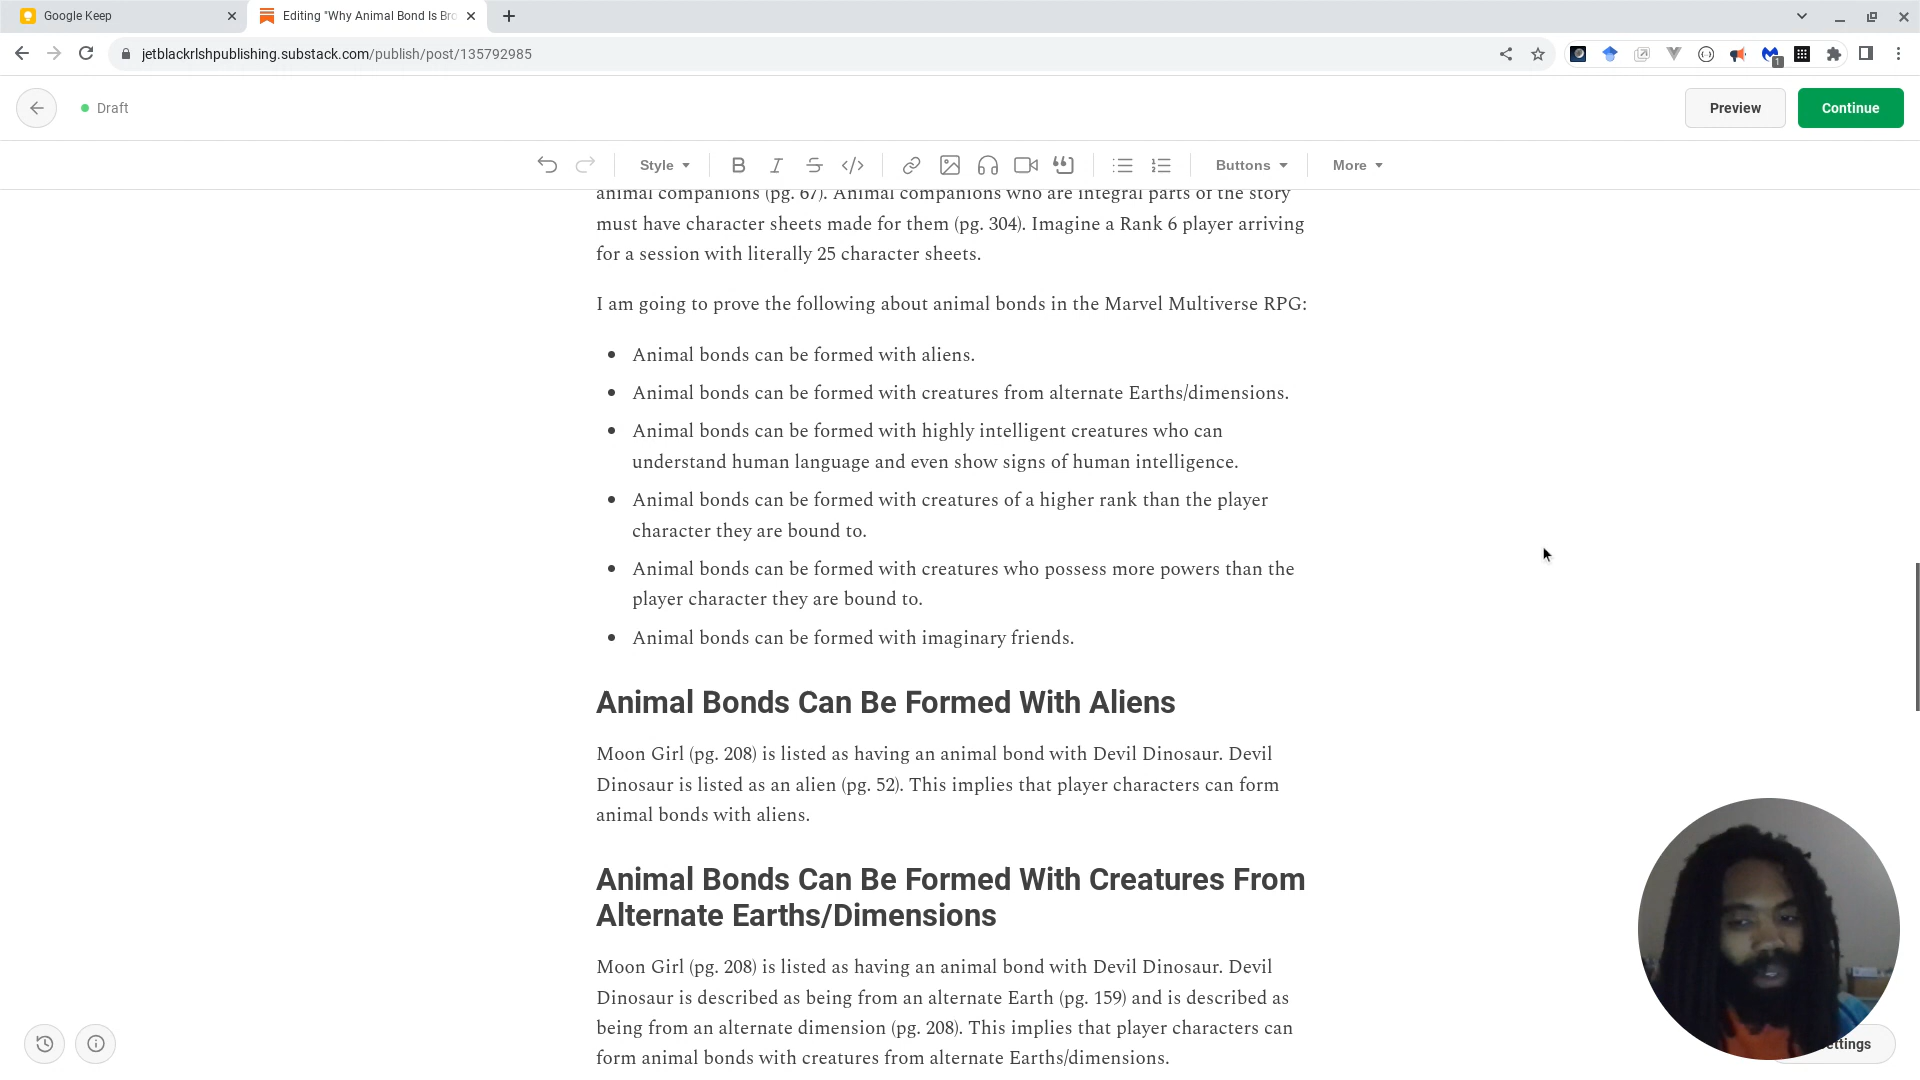 Google Keep
Editing "Why Animal Bond Is Bro
jetblackrlshpublishing.substack.com/publish/post/135792985
1
Draft
Preview
Continue
Style
Buttons
More
animal companions (pg. 67). Animal companions who are integral parts of the story
must have character sheets made for them (pg. 304). Imagine a Rank 6 player arriving
for a session with literally 25 character sheets.
I am going to prove the following about animal bonds in the Marvel Multiverse RPG:
• Animal bonds can be formed with aliens.
• Animal bonds can be formed with creatures from alternate Earths/dimensions.
• Animal bonds can be formed with highly intelligent creatures who can
understand human language and even show signs of human intelligence.
• Animal bonds can be formed with creatures of a higher rank than the player
character they are bound to.
• Animal bonds can be formed with creatures who possess more powers than the
player character they are bound to.
• Animal bonds can be formed with imaginary friends.
Animal Bonds Can Be Formed With Aliens
Moon Girl (pg. 208) is listed as having an animal bond with Devil Dinosaur. Devil
Dinosaur is listed as an alien (pg. 52). This implies that player characters can form
animal bonds with aliens.
Animal Bonds Can Be Formed With Creatures From
Alternate Earths/Dimensions
Moon Girl (pg. 208) is listed as having an animal bond with Devil Dinosaur. Devil
Dinosaur is described as being from an alternate Earth (pg. 159) and is described as
being from an alternate dimension (pg. 208). This implies that player characters can
form animal bonds with creatures from alternate Earths/dimensions.
ettings